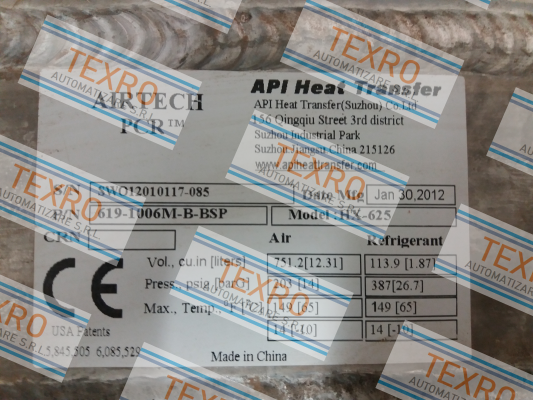 AIRTECH
PCR™
API Heat Transfer
API Heat Transfer(Suzhou) Co.Ltd
156 Qingqiu Street 3rd district
Suzhou Industrial Park
Suzhou Jiangsu China 215126
www.apiheattransfer.com
S/N SWO12010117-085 Date Mfg Jan 30,2012
P/N 619-1006M-B-BSP Model :HX-625
CRN
Air Refrigerant
Vol., cu.in [liters] 751.2[12.31] 113.9 [1.87]
Press., psig [barG] 203 [14] 387[26.7]
Max., Temp., °F [°C] 149 [65] 149 [65]
14 [-10] 14 [-10]
CE
USA Patents
5,845,505 6,085,529
Made in China
TEXRO
AUTOMATIZARE S.R.L.